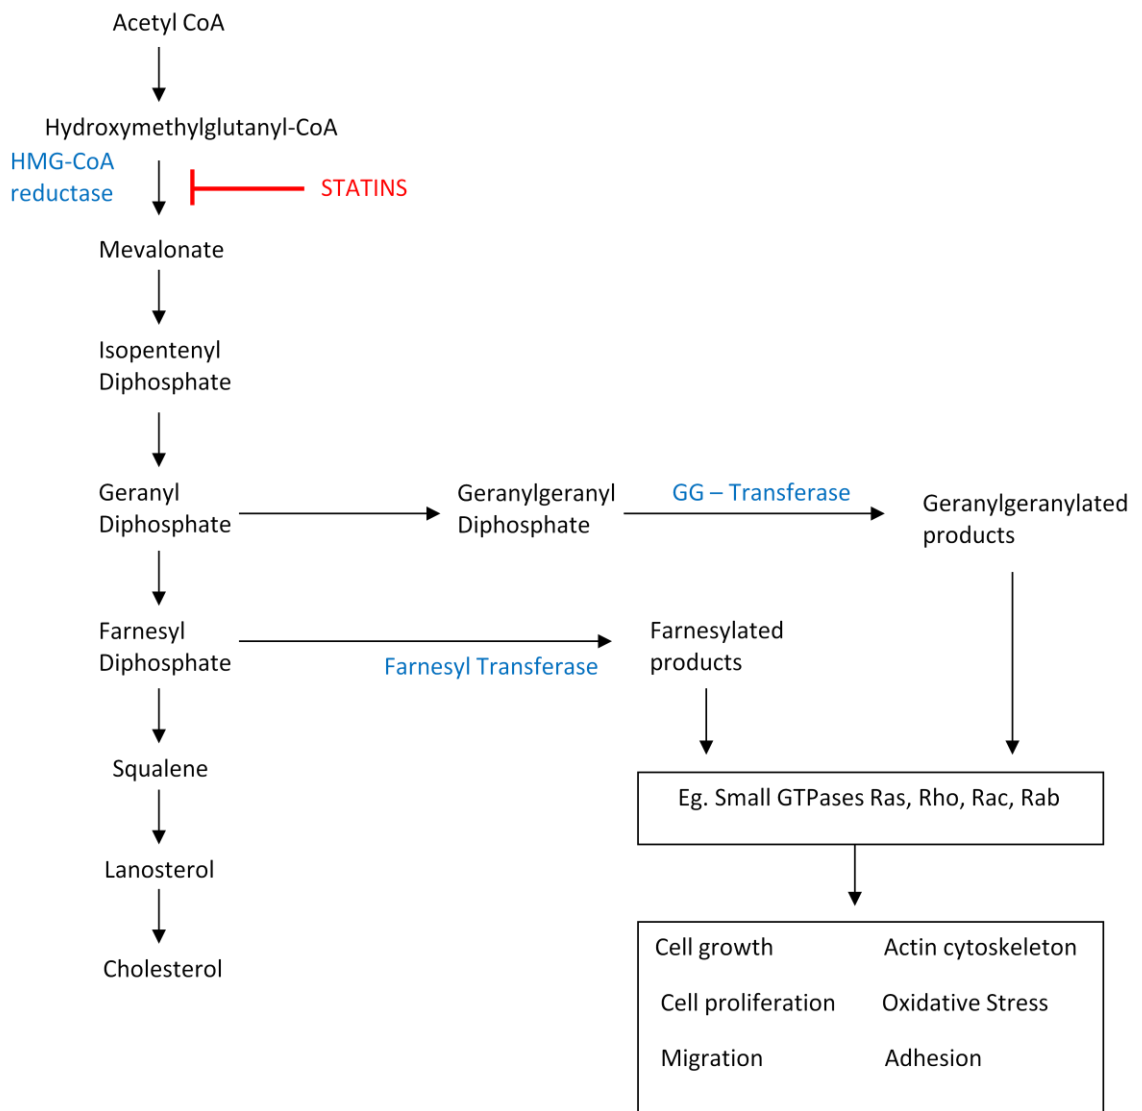 Acetyl CoA
Hydroxymethylglutanyl-CoA
HMG-CoA
reductase
STATINS
Mevalonate
Isopentenyl
Diphosphate
Geranyl
Diphosphate
Geranylgeranyl
Diphosphate
GG – Transferase
Geranylgeranylated
products
Farnesyl
Diphosphate
Farnesyl Transferase
Farnesylated
products
Squalene
Lanosterol
Cholesterol
Eg. Small GTPases Ras, Rho, Rac, Rab
Cell growth
Actin cytoskeleton
Cell proliferation
Oxidative Stress
Migration
Adhesion